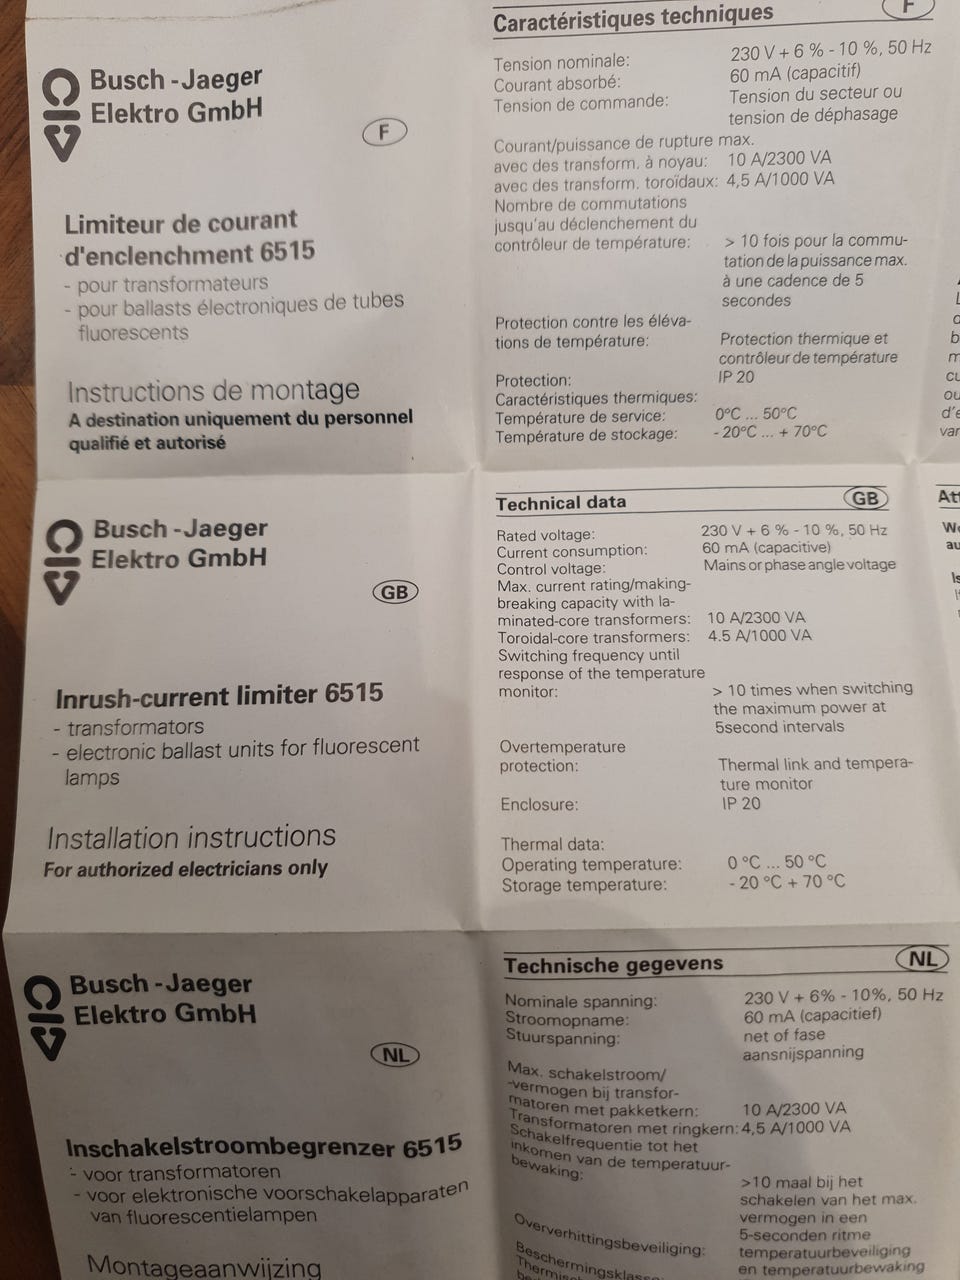 Busch-Jaeger
Elektro GmbH
F
Limiteur de courant
d'enclenchment 6515
- pour transformateurs
- pour ballasts électroniques de tubes
fluorescents
Instructions de montage
A destination uniquement du personnel
qualifié et autorisé
Caractéristiques techniques
F
Tension nominale: 230 V + 6 % - 10 %, 50 Hz
Courant absorbé: 60 mA (capacitif)
Tension de commande: Tension du secteur ou
tension de déphasage
Courant/puissance de rupture max.
avec des transform. à noyau: 10 A/2300 VA
avec des transform. toroïdaux: 4,5 A/1000 VA
Nombre de commutations
jusqu'au déclenchement du
contrôleur de température: > 10 fois pour la commu-
tation de la puissance max.
à une cadence de 5
secondes
Protection contre les éléva-
tions de température: Protection thermique et
contrôleur de température
Protection: IP 20
Caractéristiques thermiques:
Température de service: 0°C ... 50°C
Température de stockage: - 20°C ... + 70°C
Busch-Jaeger
Elektro GmbH
GB
Inrush-current limiter 6515
- transformators
- electronic ballast units for fluorescent
lamps
Installation instructions
For authorized electricians only
Technical data
GB
Rated voltage: 230 V + 6 % - 10 %, 50 Hz
Current consumption: 60 mA (capacitive)
Control voltage: Mains or phase angle voltage
Max. current rating/making-
breaking capacity with la-
minated-core transformers: 10 A/2300 VA
Toroidal-core transformers: 4.5 A/1000 VA
Switching frequency until
response of the temperature
monitor: > 10 times when switching
the maximum power at
5second intervals
Overtemperature
protection: Thermal link and tempera-
ture monitor
Enclosure: IP 20
Thermal data:
Operating temperature: 0 °C ... 50 °C
Storage temperature: - 20 °C + 70 °C
Busch-Jaeger
Elektro GmbH
NL
Inschakelstroombegrenzer 6515
- voor transformatoren
- voor elektronische voorschakelapparaten
van fluorescentielampen
Montageaanwijzing
Technische gegevens
NL
Nominale spanning: 230 V + 6% - 10%, 50 Hz
Stroomopname: 60 mA (capacitief)
Stuurspanning: net of fase
aansnijspanning
Max. schakelstroom/
-vermogen bij transfor-
matoren met pakketkern: 10 A/2300 VA
Transformatoren met ringkern: 4,5 A/1000 VA
Schakelfrequentie tot het
inkomen van de temperatuur-
bewaking: >10 maal bij het
schakelen van het max.
vermogen in een
5-seconden ritme
Oververhittingsbeveiliging: temperatuurbeveiliging
en temperatuurbewaking